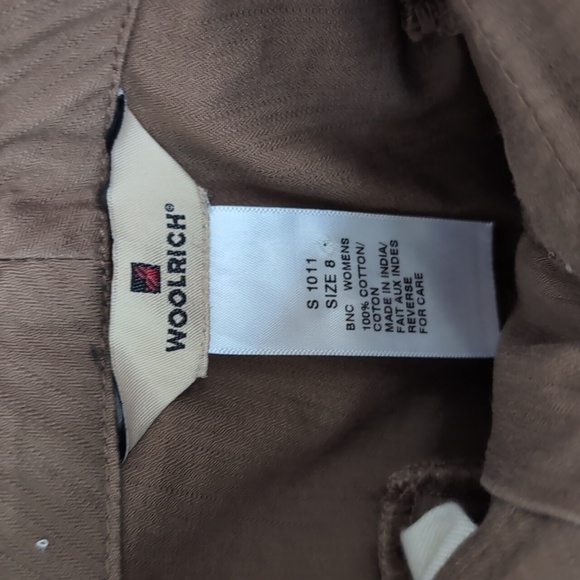 WOOLRICH®
S 1011
SIZE 8
BNC WOMENS
100% COTTON/
COTON
MADE IN INDIA/
FAIT AUX INDES
REVERSE
FOR CARE